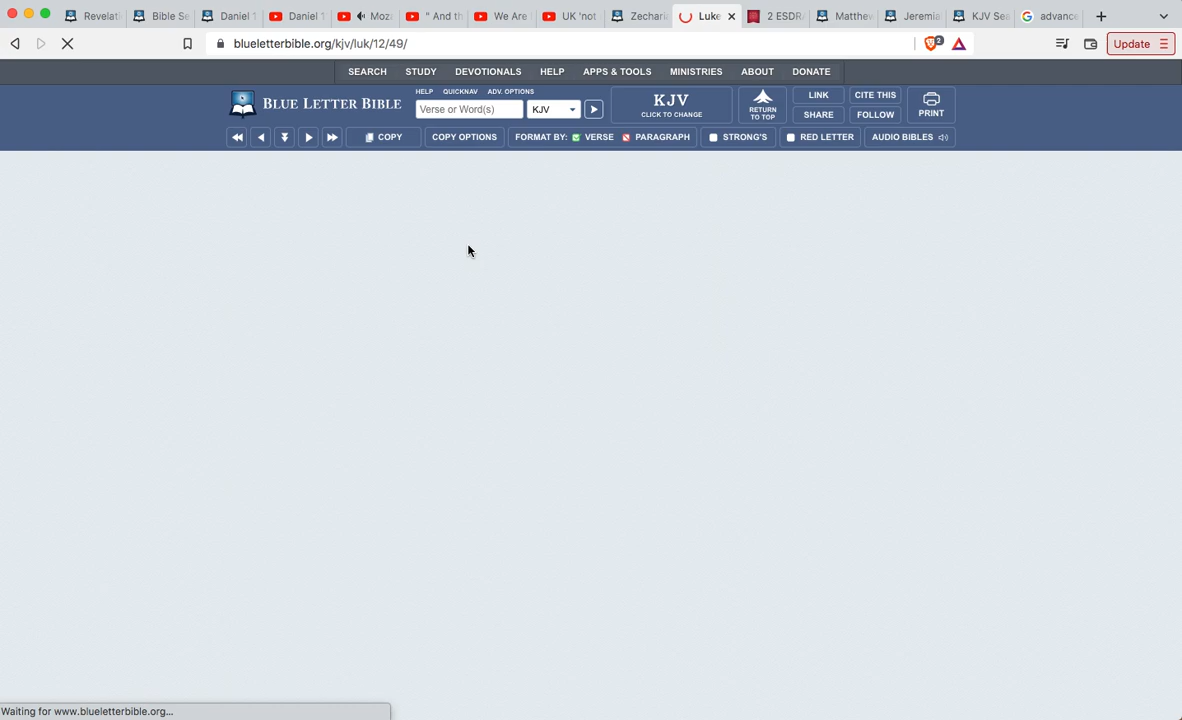 Revelati
Bible Se
Daniel 1
Daniel 1
Moza
" And th
We Are
UK 'not
Zechari
Luke
2 ESDRA
Matthew
Jeremia
KJV Sea
advance
blueletterbible.org/kjv/luk/12/49/
2
Update
SEARCH STUDY DEVOTIONALS HELP APPS & TOOLS MINISTRIES ABOUT DONATE
BLUE LETTER BIBLE
HELP QUICKNAV ADV. OPTIONS
Verse or Word(s)
KJV
KJV
CLICK TO CHANGE
RETURN
TO TOP
LINK
CITE THIS
SHARE
FOLLOW
PRINT
COPY
COPY OPTIONS
FORMAT BY: VERSE PARAGRAPH
STRONG'S
RED LETTER
AUDIO BIBLES
Waiting for www.blueletterbible.org...